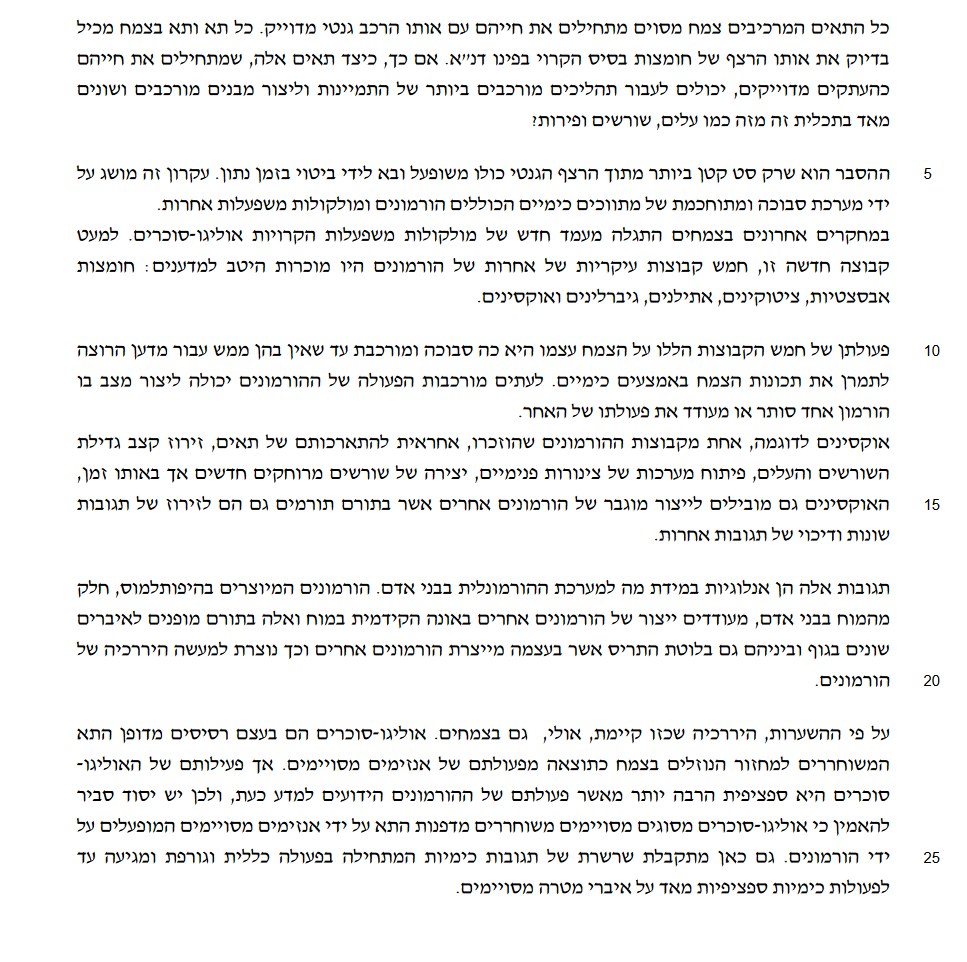 כל התאים המרכיבים צמח מסוים מתחילים את חייהם עם אותו הרכב גנטי מדוייק. כל תא ותא בצמח מכיל
בדיוק את אותו הרצף של חומצות בסיס הקרוי בפינו דנ״א. אם כך, כיצד תאים אלה, שמתחילים את חייהם
כהעתקים מדוייקים, יכולים לעבור תהליכים מורכבים ביותר של התמיינות וליצור מבנים מורכבים ושונים
מאד בתכלית זה מזה כמו עלים, שורשים ופירות?
5 ההסבר הוא שרק סט קטן ביותר מתוך הרצף הגנטי כולו משופעל ובא לידי ביטוי בזמן נתון. עקרון זה מושג על
ידי מערכת סבוכה ומתוחכמת של מתווכים כימיים הכוללים הורמונים ומולקולות משפעלות אחרות.
במחקרים אחרונים בצמחים התגלה מעמד חדש של מולקולות משפעלות הקרויות אוליגו-סוכרים. למעט
קבוצה חדשה זו, חמש קבוצות עיקריות של אחרות של הורמונים היו מוכרות היטב למדענים: חומצות
אבסצטיות, ציטוקינים, אתילנים, גיברלינים ואוקסינים.
10 פעולתן של חמש הקבוצות הללו על הצמח עצמו היא כה סבוכה ומורכבת עד שאין בהן ממש עבור מדען הרוצה
לתמרן את תכונות הצמח באמצעים כימיים. לעתים מורכבות הפעולה של ההורמונים יכולה ליצור מצב בו
הורמון אחד סותר או מעודד את פעולתו של האחר.
אוקסינים לדוגמה, אחת מקבוצות ההורמונים שהוזכרו, אחראית להתארכותם של תאים, זירוז קצב גדילת
השורשים והעלים, פיתוח מערכות של צינורות פנימיים, יצירה של שורשים מרוחקים חדשים אך באותו זמן,
15 האוקסינים גם מובילים לייצור מוגבר של הורמונים אחרים אשר בתורם תורמים גם הם לזירוז של תגובות
שונות ודיכוי של תגובות אחרות.
תגובות אלה הן אנלוגיות במידת מה למערכת ההורמונלית בבני אדם. הורמונים המיוצרים בהיפותלמוס, חלק
מהמוח בבני אדם, מעודדים ייצור של הורמונים אחרים באונה הקידמית במוח ואלה בתורם מופנים לאיברים
שונים בגוף וביניהם גם בלוטת התריס אשר בעצמה מייצרת הורמונים אחרים וכך נוצרת למעשה היררכיה של
20 הורמונים.
על פי ההשערות, היררכיה שכזו קיימת, אולי, גם בצמחים. אוליגו-סוכרים הם בעצם רסיסים מדופן התא
המשוחררים למחזור הנוזלים בצמח כתוצאה מפעולתם של אנזימים מסויימים. אך פעילותם של האוליגו-
סוכרים היא ספציפית הרבה יותר מאשר פעולתם של ההורמונים הידועים למדע כעת, ולכן יש יסוד סביר
להאמין כי אוליגו-סוכרים מסוגים מסויימים משוחררים מדפנות התא על ידי אנזימים מסויימים המופעלים על
25 ידי הורמונים. גם כאן מתקבלת שרשרת של תגובות כימיות המתחילה בפעולה כללית וגורפת ומגיעה עד
לפעולות כימיות ספציפיות מאד על איברי מטרה מסויימים.